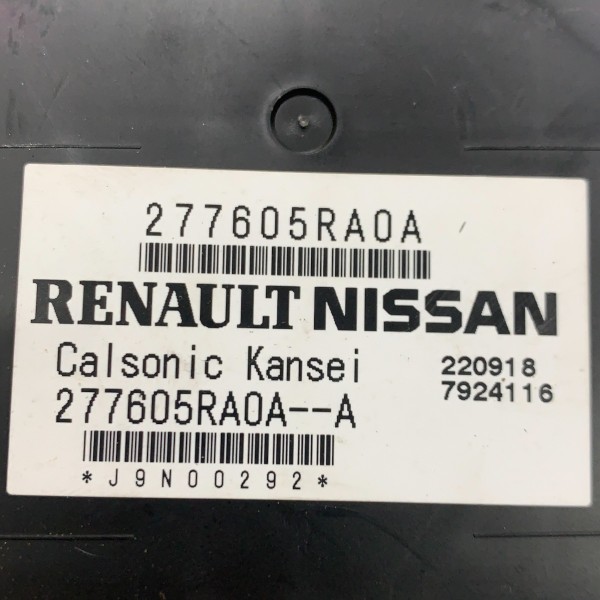 277605RA0A
RENAULT NISSAN
Calsonic Kansei 220918
277605RA0A--A 7924116
*J9N00292*